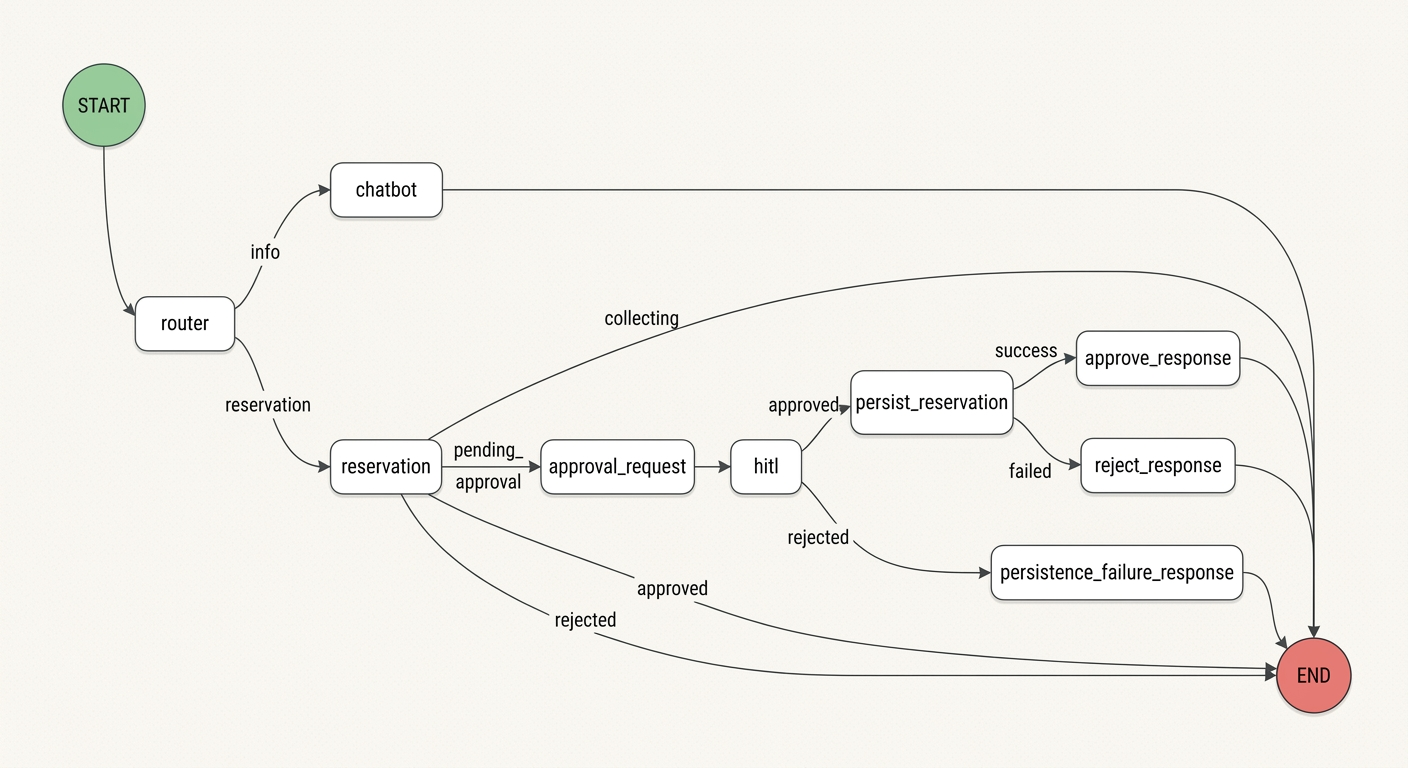 START
chatbot
info
router
collecting
success
approve_response
reservation
approved
persist_reservation
pending_
approval
reservation
approval_request
hitl
failed
reject_response
rejected
persistence_failure_response
approved
rejected
END